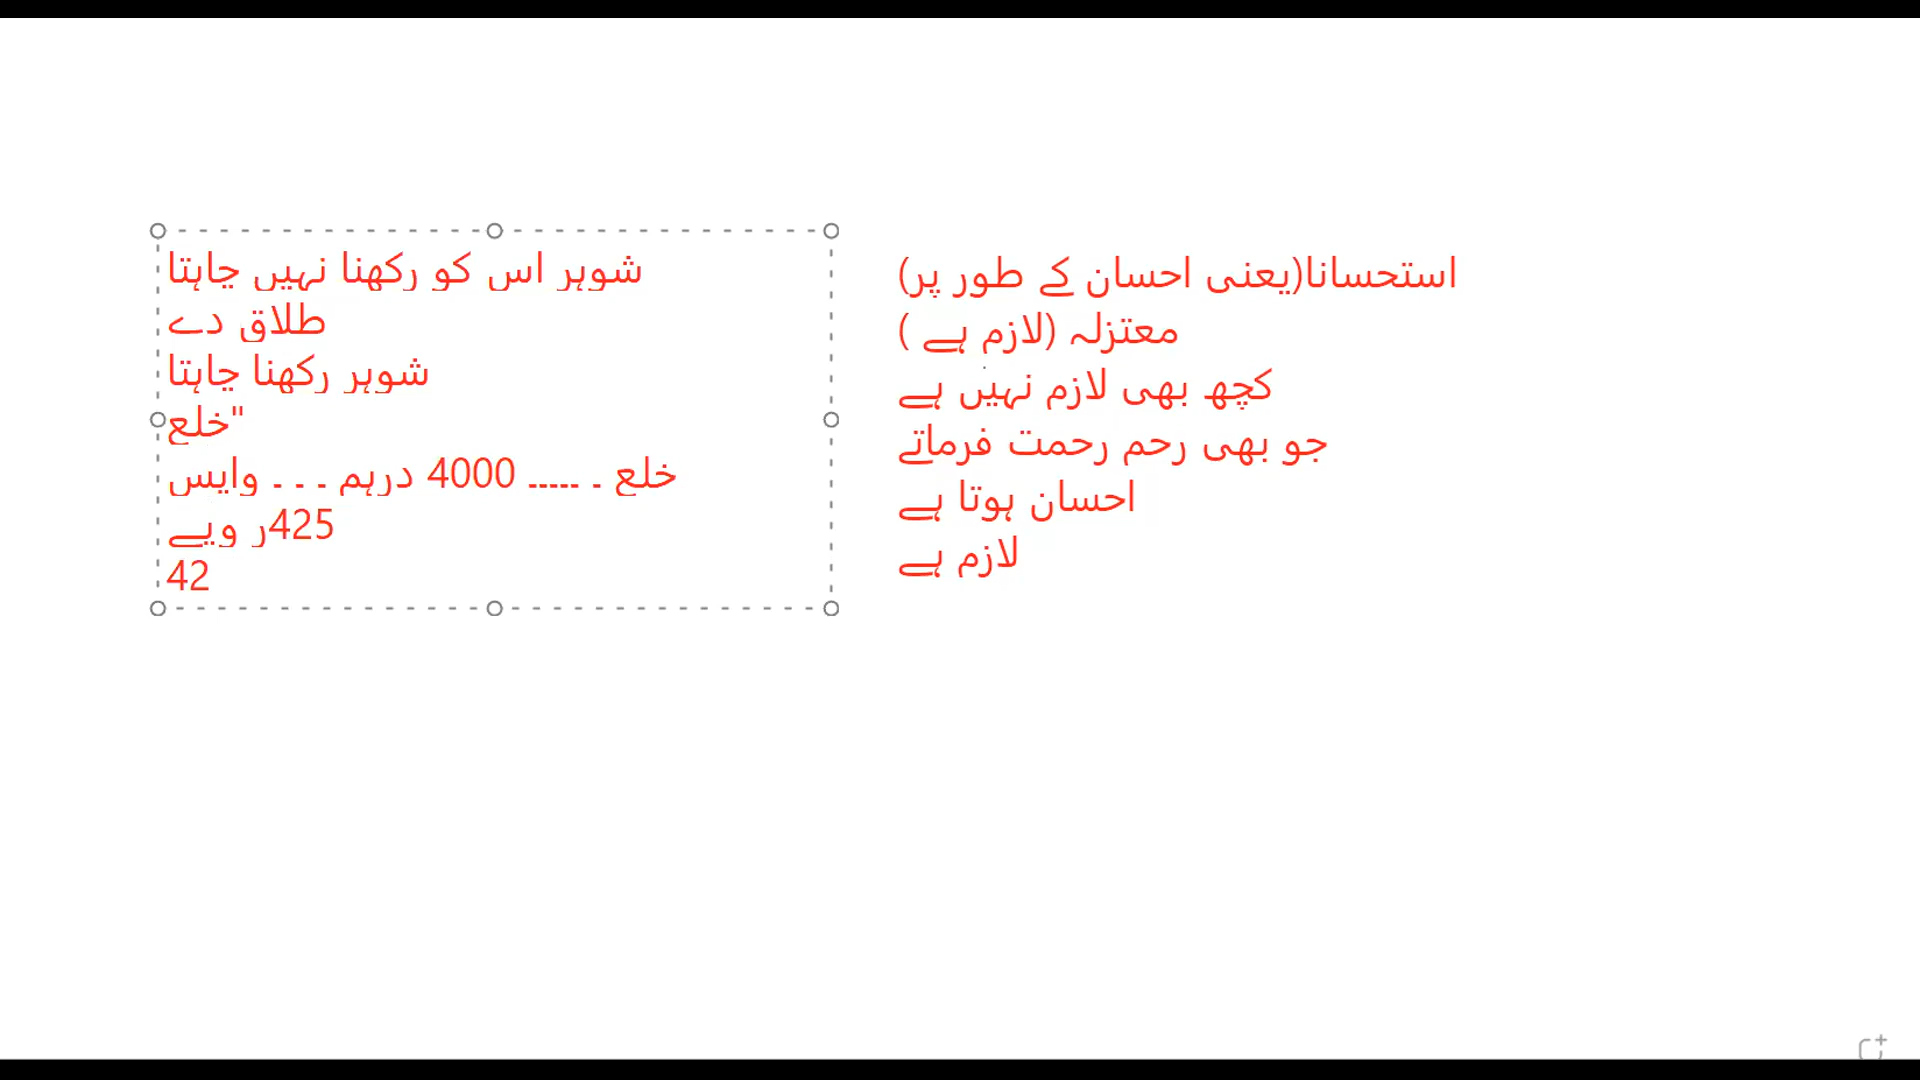 شوہر اس کو رکھنا نہیں چاہتا
طلاق دے
شوہر رکھنا چاہتا
خلع"
خلع ۔ ----- 4000 درہم ۔ ۔ ۔ واپس
425ر وپے
42
استحسانا(یعنی احسان کے طور پر)
معتزلہ (لازم ہے )
کچھ بھی لازم نہیں ہے
جو بھی رحم رحمت فرماتے
احسان ہوتا ہے
لازم ہے